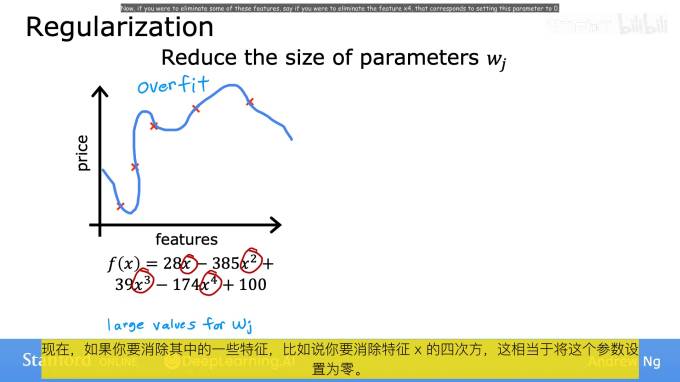 Now, if you were to eliminate some of these features, say if you were to eliminate the feature x4, that corresponds to setting this parameter to 0.
bilibili
Regularization
Reduce the size of parameters wⱼ
overfit
price
features
f(x) = 28x − 385x² +
39x³ − 174x⁴ + 100
large values for wⱼ
现在，如果你要消除其中的一些特征，比如说你要消除特征 x 的四次方，这相当于将这个参数设
置为零。
Stanford ONLINE DeepLearning.AI Andrew Ng